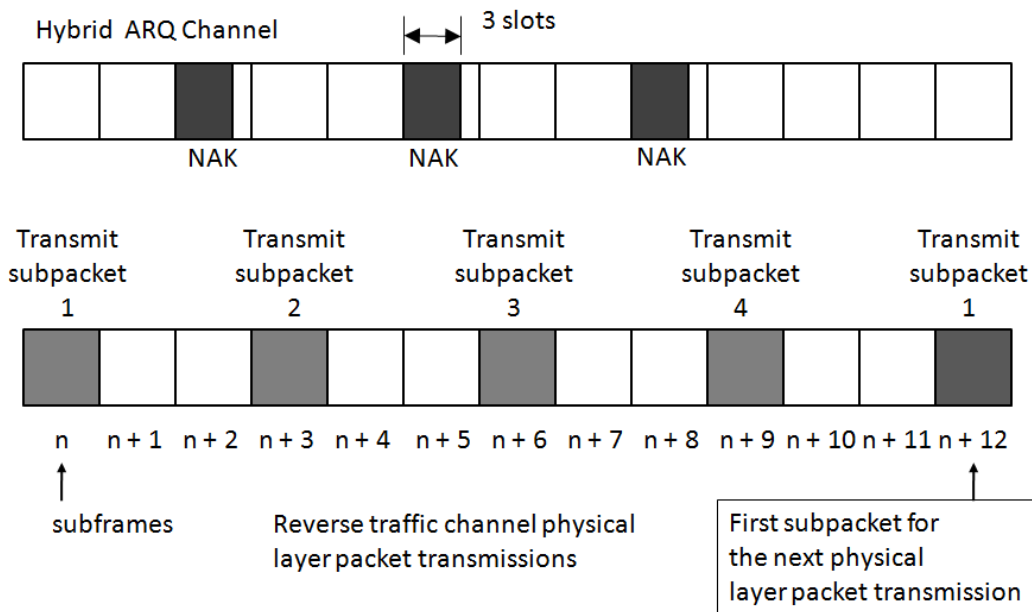 Hybrid ARQ Channel
3 slots
NAK
NAK
NAK
Transmit
subpacket
1
Transmit
subpacket
2
Transmit
subpacket
3
Transmit
subpacket
4
Transmit
subpacket
1
n
n + 1
n + 2
n + 3
n + 4
n + 5
n + 6
n + 7
n + 8
n + 9
n + 10
n + 11
n + 12
subframes
Reverse traffic channel physical
layer packet transmissions
First subpacket for
the next physical
layer packet transmission